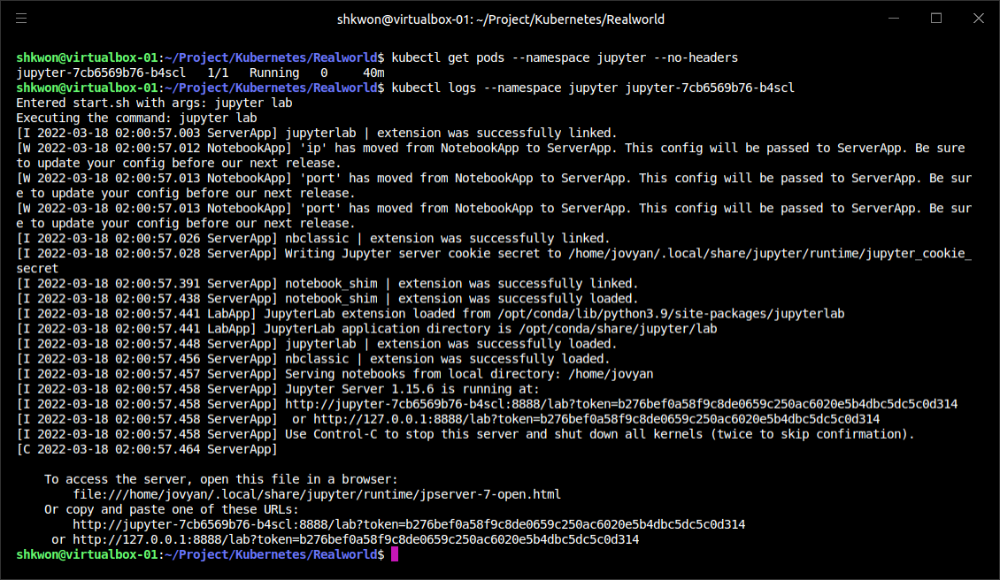 shkwon@virtualbox-01: ~/Project/Kubernetes/Realworld
shkwon@virtualbox-01:~/Project/Kubernetes/Realworld$ kubectl get pods --namespace jupyter --no-headers
jupyter-7cb6569b76-b4scl   1/1   Running   0     40m
shkwon@virtualbox-01:~/Project/Kubernetes/Realworld$ kubectl logs --namespace jupyter jupyter-7cb6569b76-b4scl
Entered start.sh with args: jupyter lab
Executing the command: jupyter lab
[I 2022-03-18 02:00:57.003 ServerApp] jupyterlab | extension was successfully linked.
[W 2022-03-18 02:00:57.012 NotebookApp] 'ip' has moved from NotebookApp to ServerApp. This config will be passed to ServerApp. Be sure
to update your config before our next release.
[W 2022-03-18 02:00:57.013 NotebookApp] 'port' has moved from NotebookApp to ServerApp. This config will be passed to ServerApp. Be sur
e to update your config before our next release.
[W 2022-03-18 02:00:57.013 NotebookApp] 'port' has moved from NotebookApp to ServerApp. This config will be passed to ServerApp. Be sur
e to update your config before our next release.
[I 2022-03-18 02:00:57.026 ServerApp] nbclassic | extension was successfully linked.
[I 2022-03-18 02:00:57.028 ServerApp] Writing Jupyter server cookie secret to /home/jovyan/.local/share/jupyter/runtime/jupyter_cookie_
secret
[I 2022-03-18 02:00:57.391 ServerApp] notebook_shim | extension was successfully linked.
[I 2022-03-18 02:00:57.438 ServerApp] notebook_shim | extension was successfully loaded.
[I 2022-03-18 02:00:57.441 LabApp] JupyterLab extension loaded from /opt/conda/lib/python3.9/site-packages/jupyterlab
[I 2022-03-18 02:00:57.441 LabApp] JupyterLab application directory is /opt/conda/share/jupyter/lab
[I 2022-03-18 02:00:57.448 ServerApp] jupyterlab | extension was successfully loaded.
[I 2022-03-18 02:00:57.456 ServerApp] nbclassic | extension was successfully loaded.
[I 2022-03-18 02:00:57.457 ServerApp] Serving notebooks from local directory: /home/jovyan
[I 2022-03-18 02:00:57.458 ServerApp] Jupyter Server 1.15.6 is running at:
[I 2022-03-18 02:00:57.458 ServerApp] http://jupyter-7cb6569b76-b4scl:8888/lab?token=b276bef0a58f9c8de0659c250ac6020e5b4dbc5dc5c0d314
[I 2022-03-18 02:00:57.458 ServerApp]  or http://127.0.0.1:8888/lab?token=b276bef0a58f9c8de0659c250ac6020e5b4dbc5dc5c0d314
[I 2022-03-18 02:00:57.458 ServerApp] Use Control-C to stop this server and shut down all kernels (twice to skip confirmation).
[C 2022-03-18 02:00:57.464 ServerApp]
    To access the server, open this file in a browser:
        file:///home/jovyan/.local/share/jupyter/runtime/jpserver-7-open.html
    Or copy and paste one of these URLs:
        http://jupyter-7cb6569b76-b4scl:8888/lab?token=b276bef0a58f9c8de0659c250ac6020e5b4dbc5dc5c0d314
     or http://127.0.0.1:8888/lab?token=b276bef0a58f9c8de0659c250ac6020e5b4dbc5dc5c0d314
shkwon@virtualbox-01:~/Project/Kubernetes/Realworld$